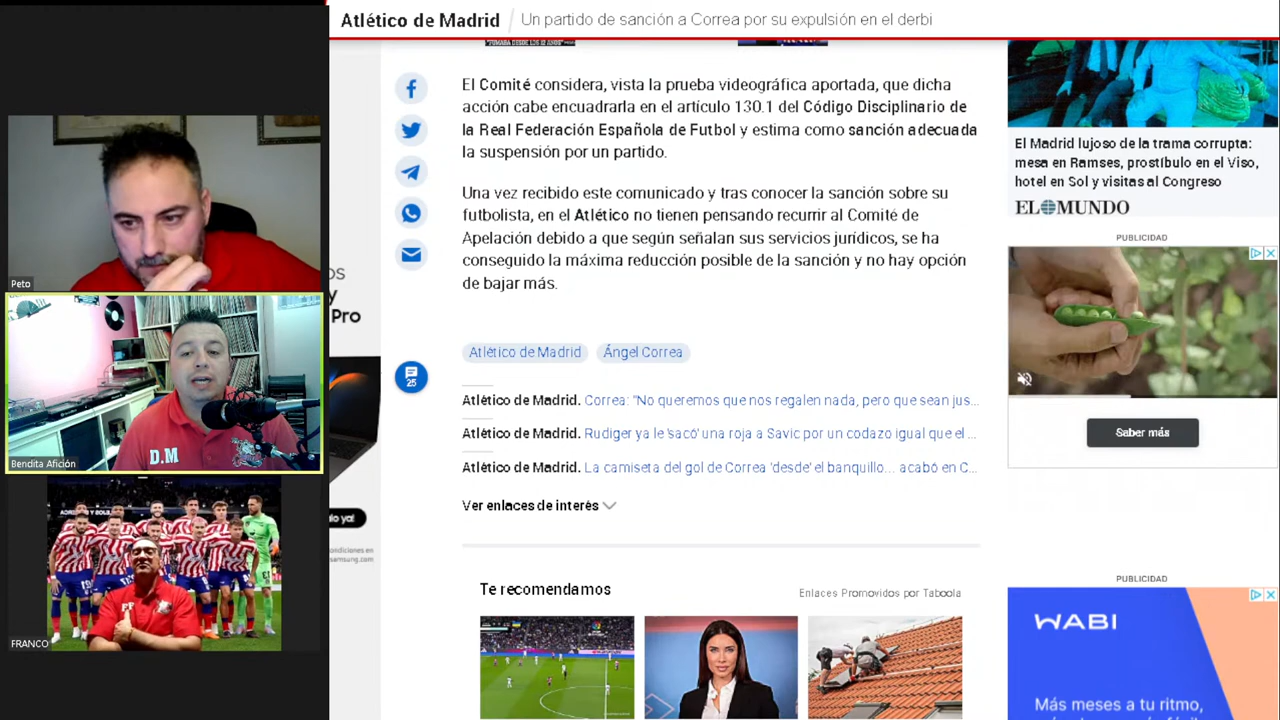 Atlético de Madrid
Un partido de sanción a Correa por su expulsión en el derbi
El Comité considera, vista la prueba videográfica aportada, que dicha
acción cabe encuadrarla en el artículo 130.1 del Código Disciplinario de
la Real Federación Española de Futbol y estima como sanción adecuada
la suspensión por un partido.
Una vez recibido este comunicado y tras conocer la sanción sobre su
futbolista, en el Atlético no tienen pensando recurrir al Comité de
Apelación debido a que según señalan sus servicios jurídicos, se ha
conseguido la máxima reducción posible de la sanción y no hay opción
de bajar más.
25
Atlético de Madrid
Ángel Correa
Atlético de Madrid. Correa: "No queremos que nos regalen nada, pero que sean jus...
Atlético de Madrid. Rudiger ya le 'sacó' una roja a Savic por un codazo igual que el ...
Atlético de Madrid. La camiseta del gol de Correa 'desde' el banquillo... acabó en C...
Ver enlaces de interés
Te recomendamos
Enlaces Promovidos por Taboola
El Madrid lujoso de la trama corrupta:
mesa en Ramses, prostíbulo en el Viso,
hotel en Sol y visitas al Congreso
EL MUNDO
PUBLICIDAD
Saber más
PUBLICIDAD
WABI
Más meses a tu ritmo,
Peto
D.M
Bendita Afición
FRANCO
Pro
ya!
samsung.com